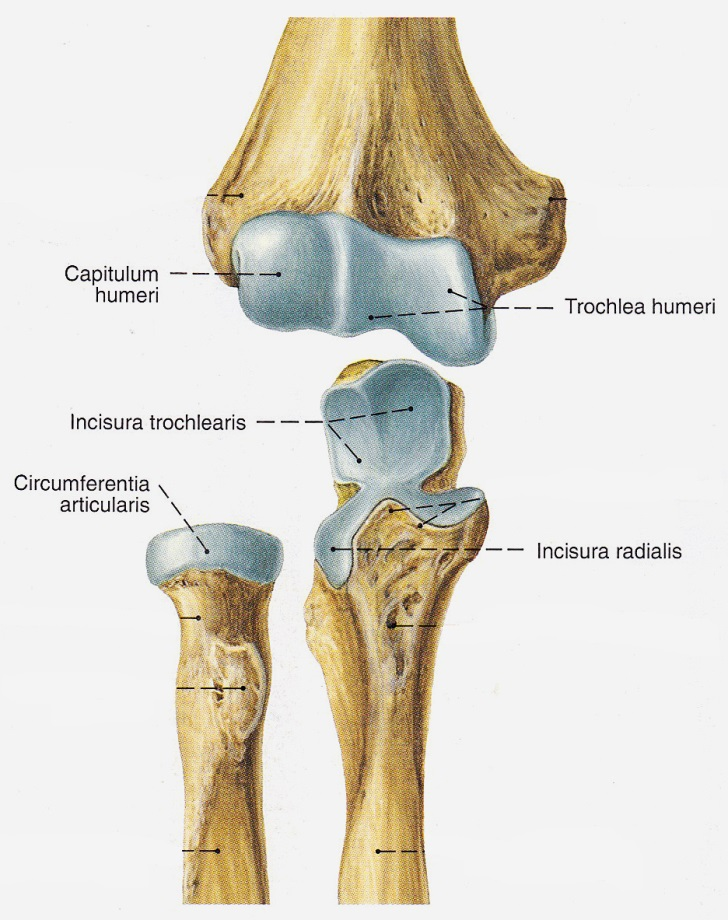 Capitulum
humeri
Trochlea humeri
Incisura trochlearis
Circumferentia
articularis
Incisura radialis